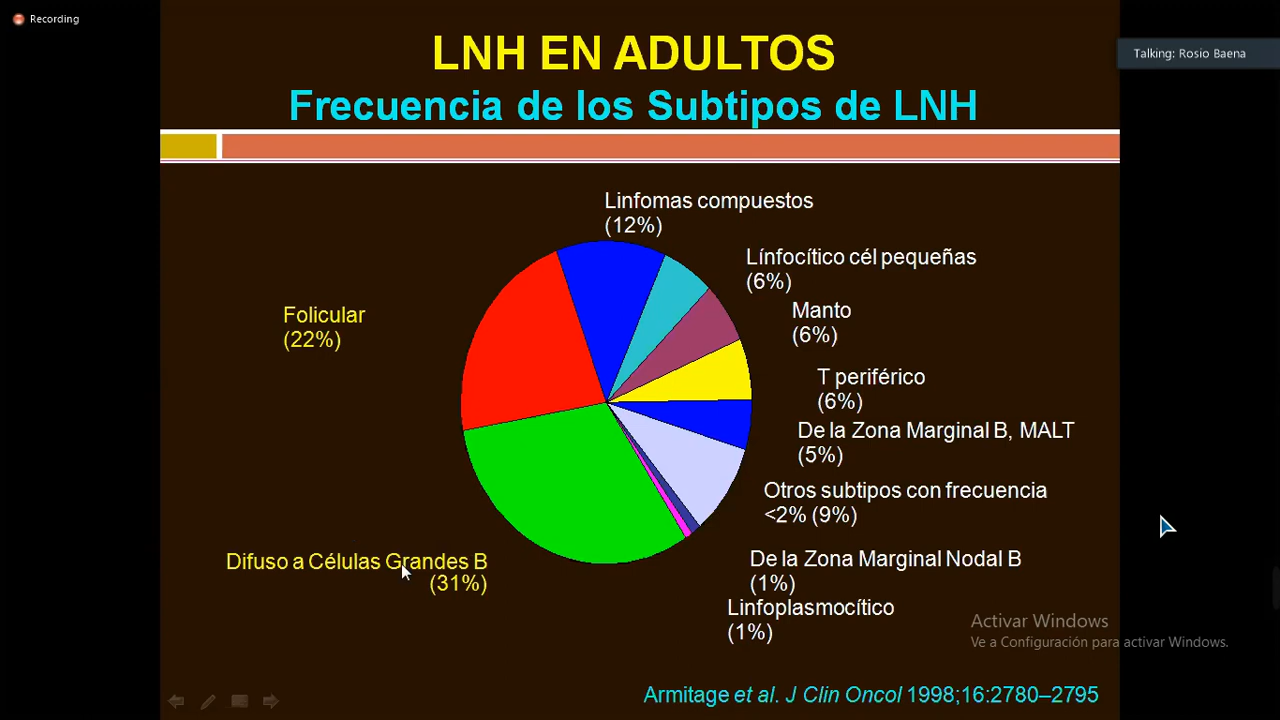 Recording
Talking: Rosio Baena
LNH EN ADULTOS
Frecuencia de los Subtipos de LNH
Linfomas compuestos
(12%)
Línfocítico cél pequeñas
(6%)
Manto
(6%)
T periférico
(6%)
De la Zona Marginal B, MALT
(5%)
Otros subtipos con frecuencia
<2% (9%)
De la Zona Marginal Nodal B
(1%)
Linfoplasmocítico
(1%)
Folicular
(22%)
Difuso a Células Grandes B
(31%)
Activar Windows
Ve a Configuración para activar Windows.
Armitage et al. J Clin Oncol 1998;16:2780–2795